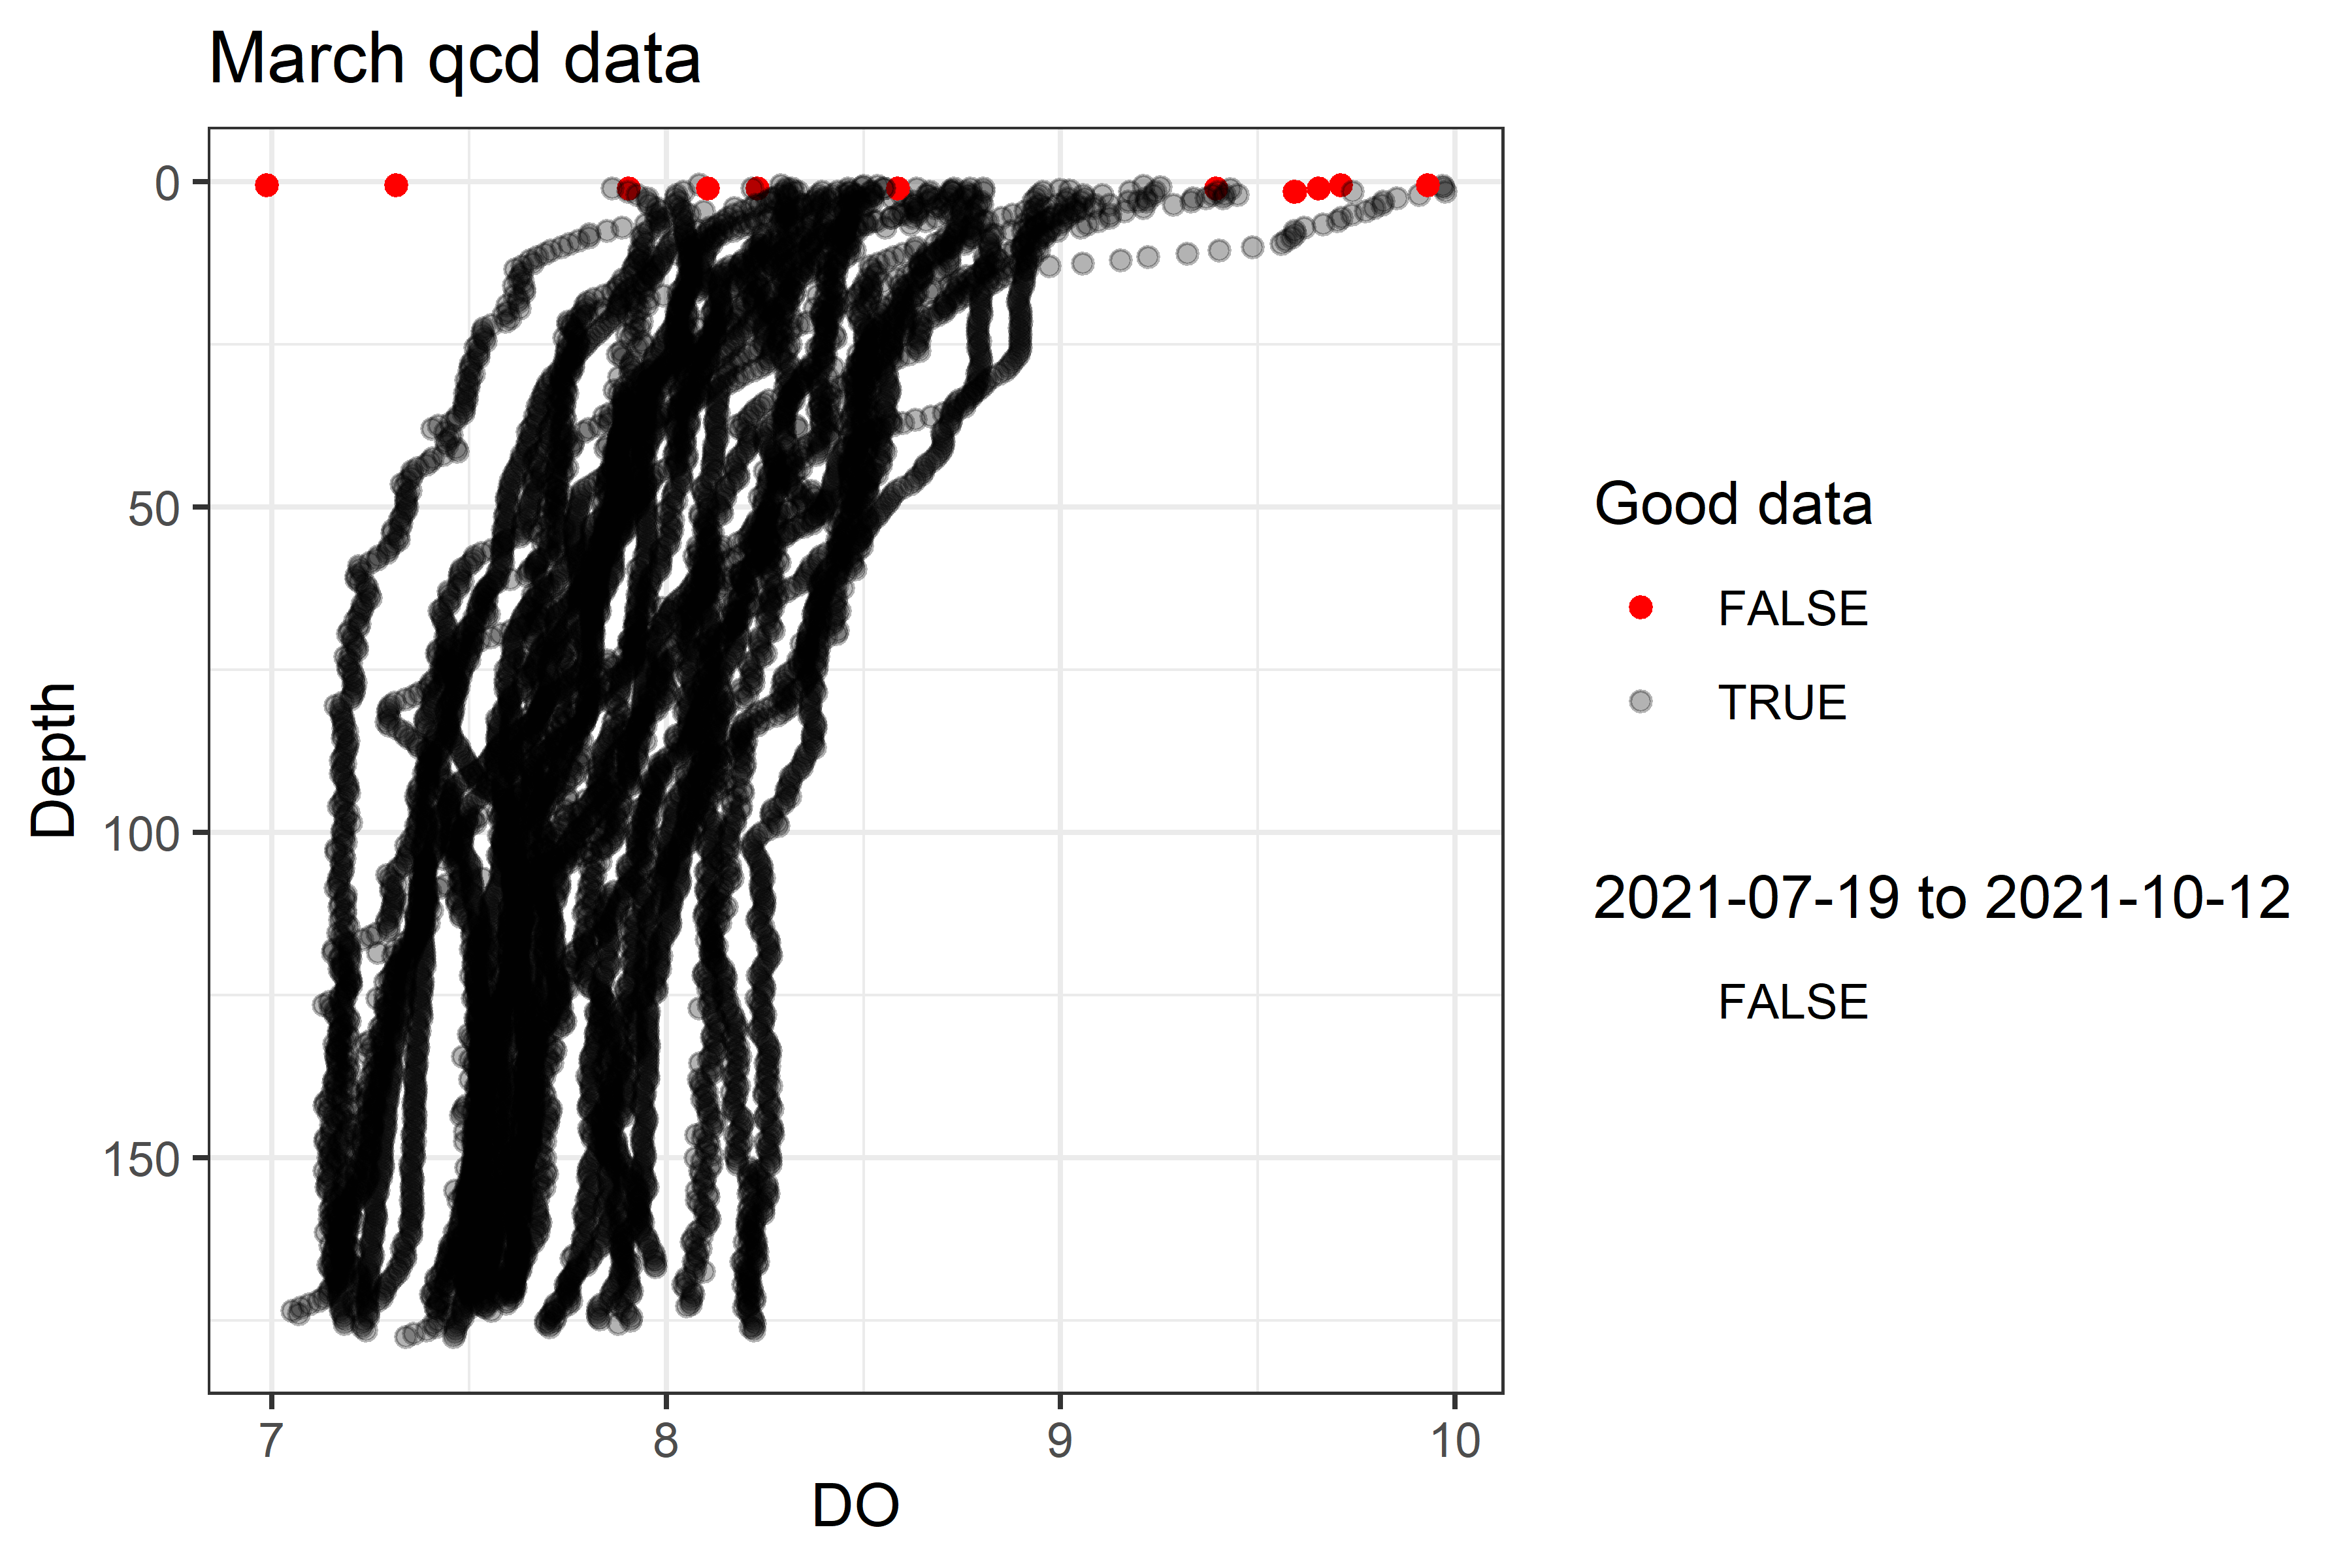 March qcd data
0
50
100
150
Depth
7
8
9
10
DO
Good data
FALSE
TRUE
2021-07-19 to 2021-10-12
FALSE